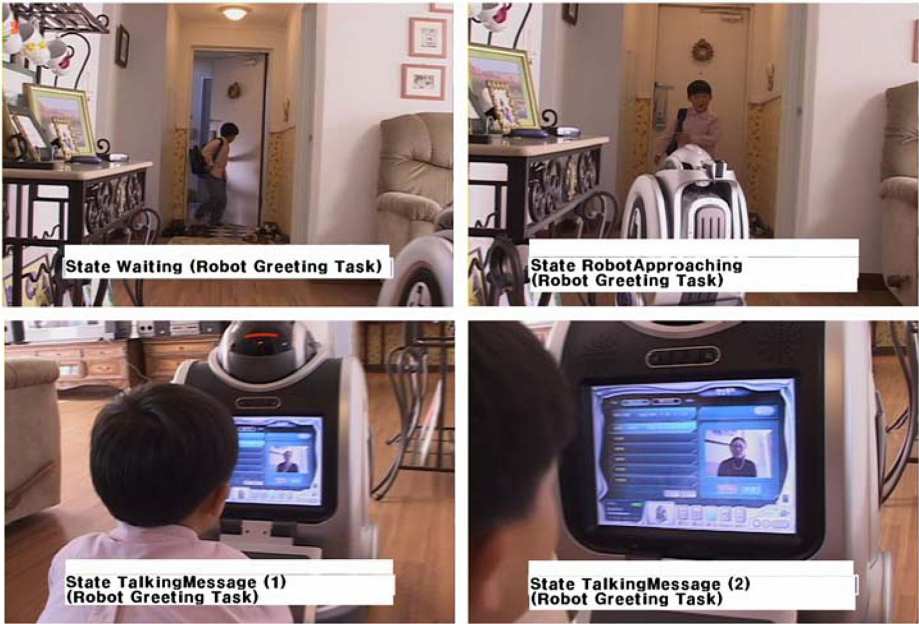 State Waiting (Robot Greeting Task)
State RobotApproaching
(Robot Greeting Task)
State TalkingMessage (1)
(Robot Greeting Task)
State TalkingMessage (2)
(Robot Greeting Task)